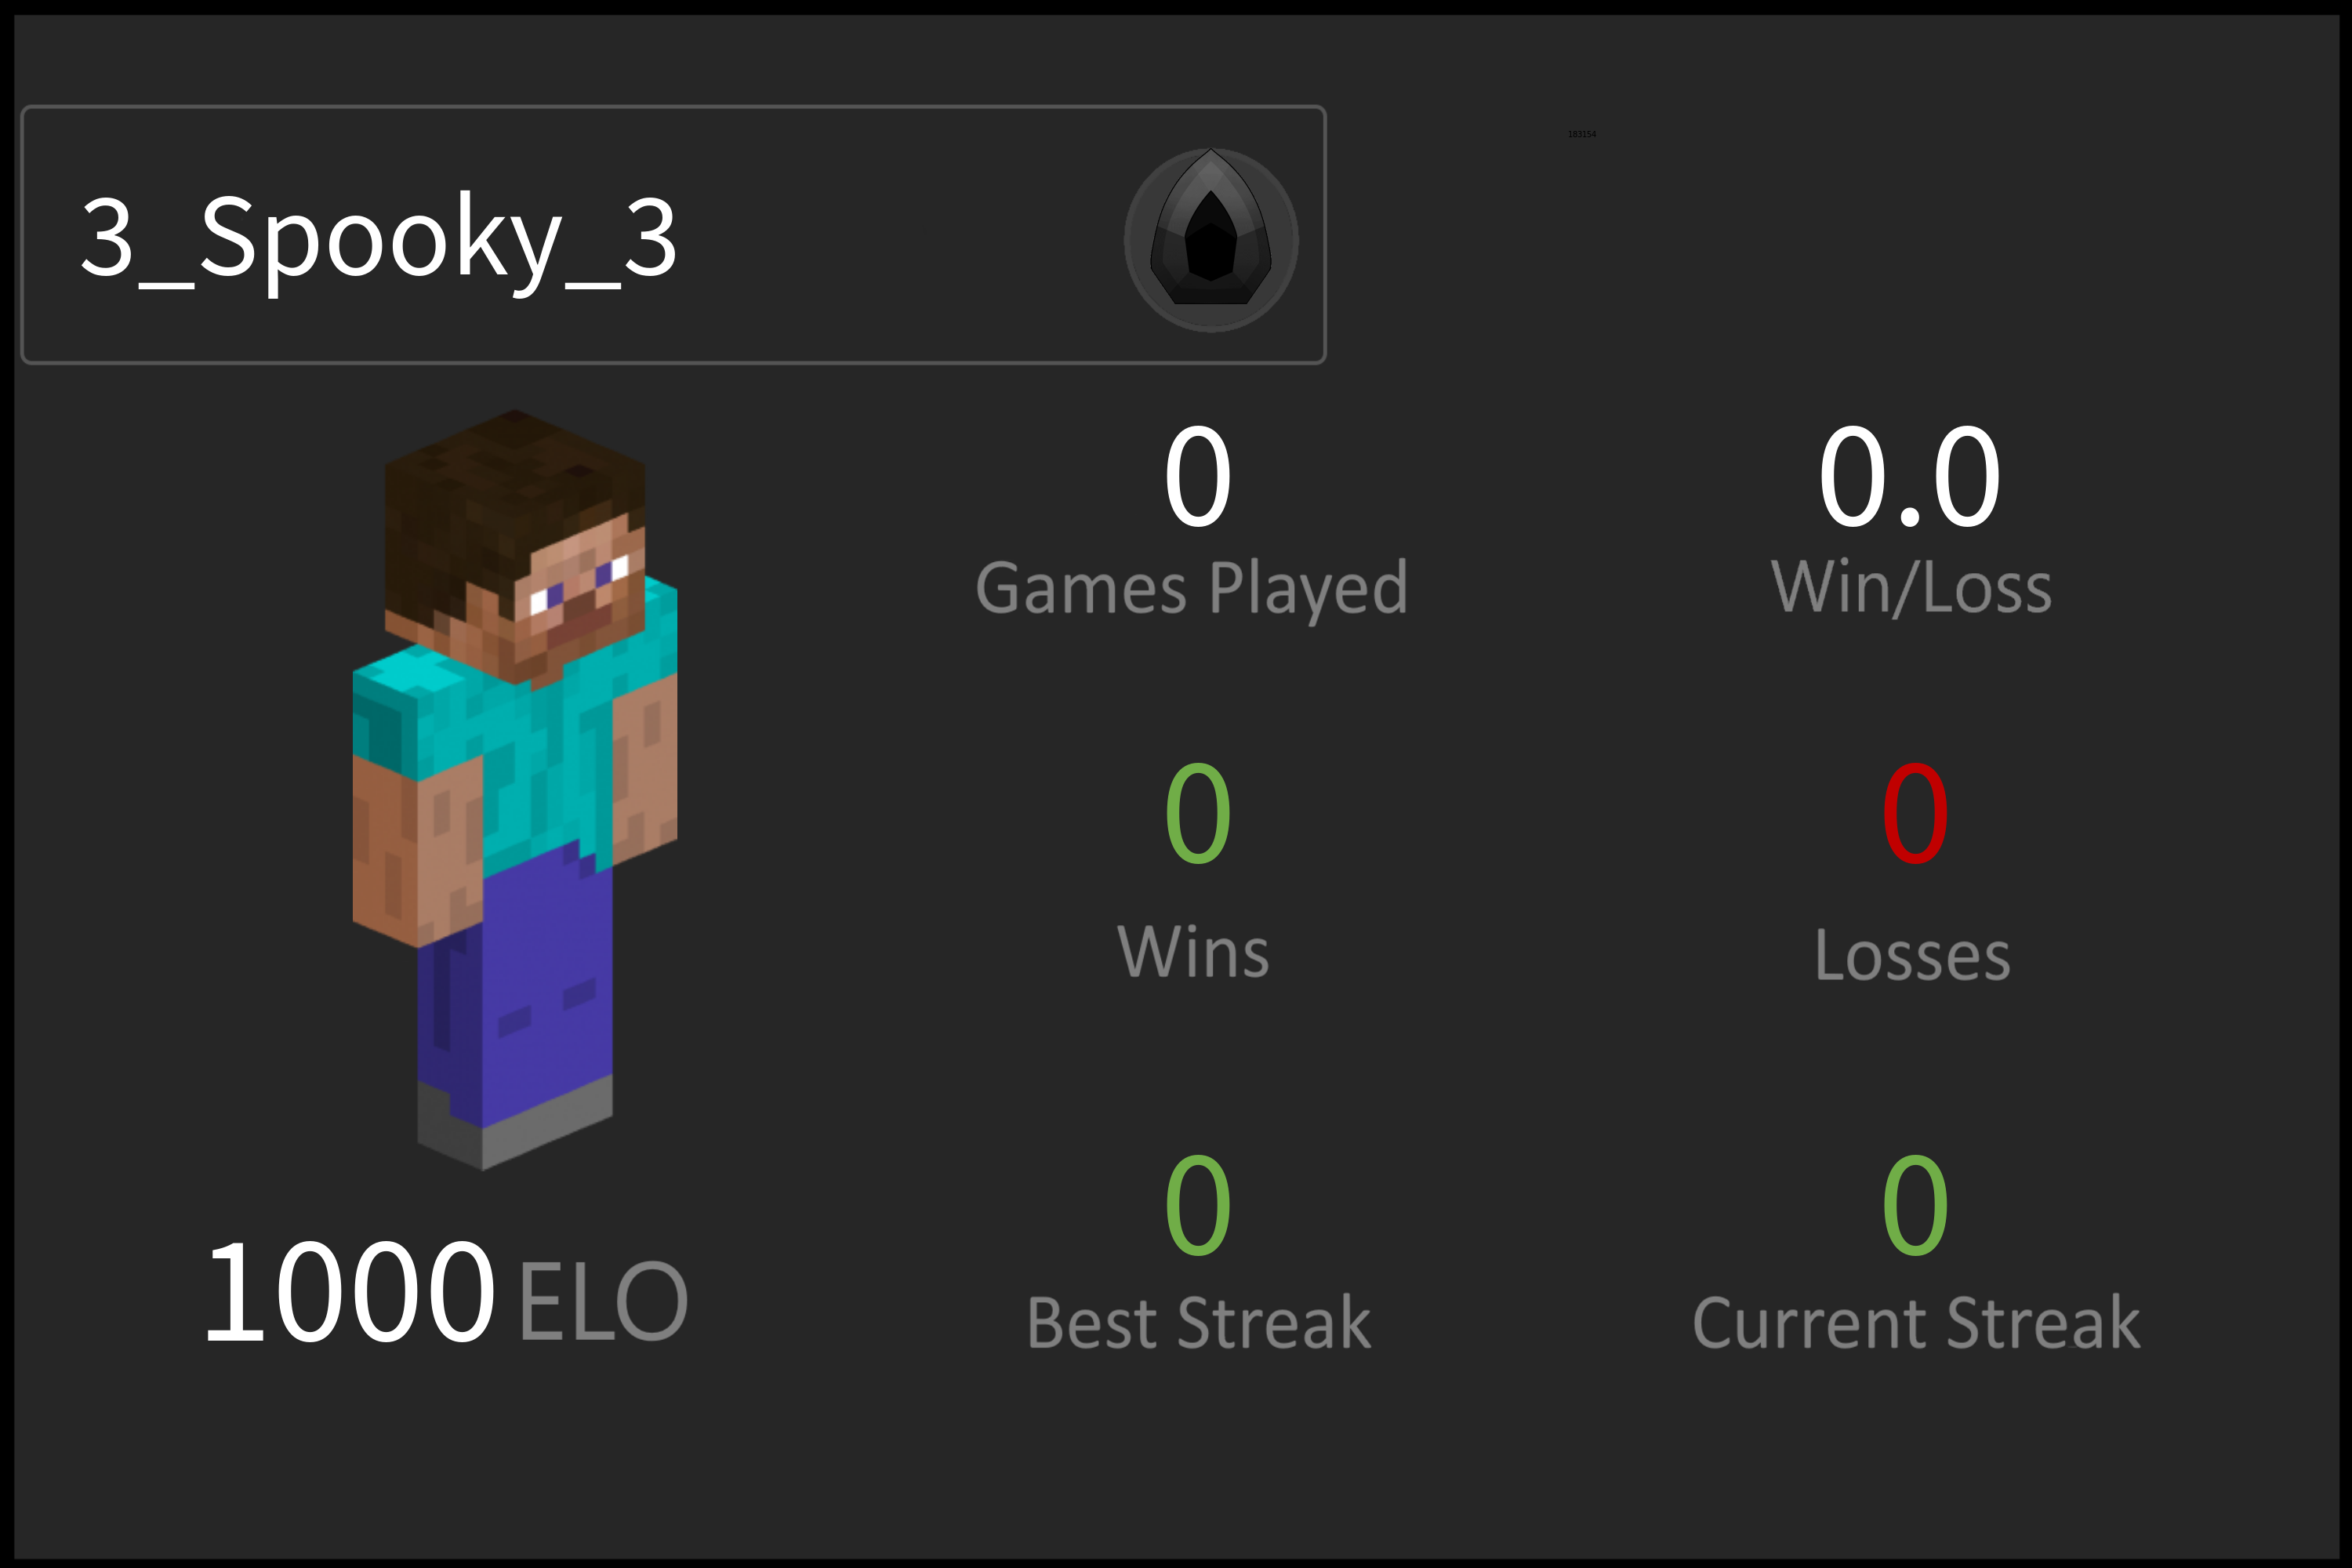 183154
3_Spooky_3
0
0.0
Games Played
Win/Loss
0
0
Wins
Losses
0
0
1000 ELO
Best Streak
Current Streak